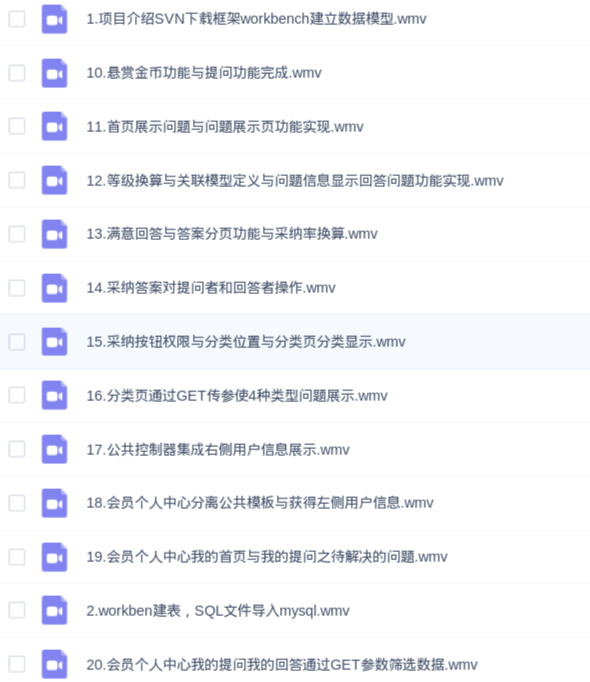 1.项目介绍SVN下载框架workbench建立数据模型.wmv
10.悬赏金币功能与提问功能完成.wmv
11.首页展示问题与问题展示页功能实现.wmv
12.等级换算与关联模型定义与问题信息显示回答问题功能实现.wmv
13.满意回答与答案分页功能与采纳率换算.wmv
14.采纳答案对提问者和回答者操作.wmv
15.采纳按钮权限与分类位置与分类页分类显示.wmv
16.分类页通过GET传参使4种类型问题展示.wmv
17.公共控制器集成右侧用户信息展示.wmv
18.会员个人中心分离公共模板与获得左侧用户信息.wmv
19.会员个人中心我的首页与我的提问之待解决的问题.wmv
2.workben建表，SQL文件导入mysql.wmv
20.会员个人中心我的提问我的回答通过GET参数筛选数据.wmv